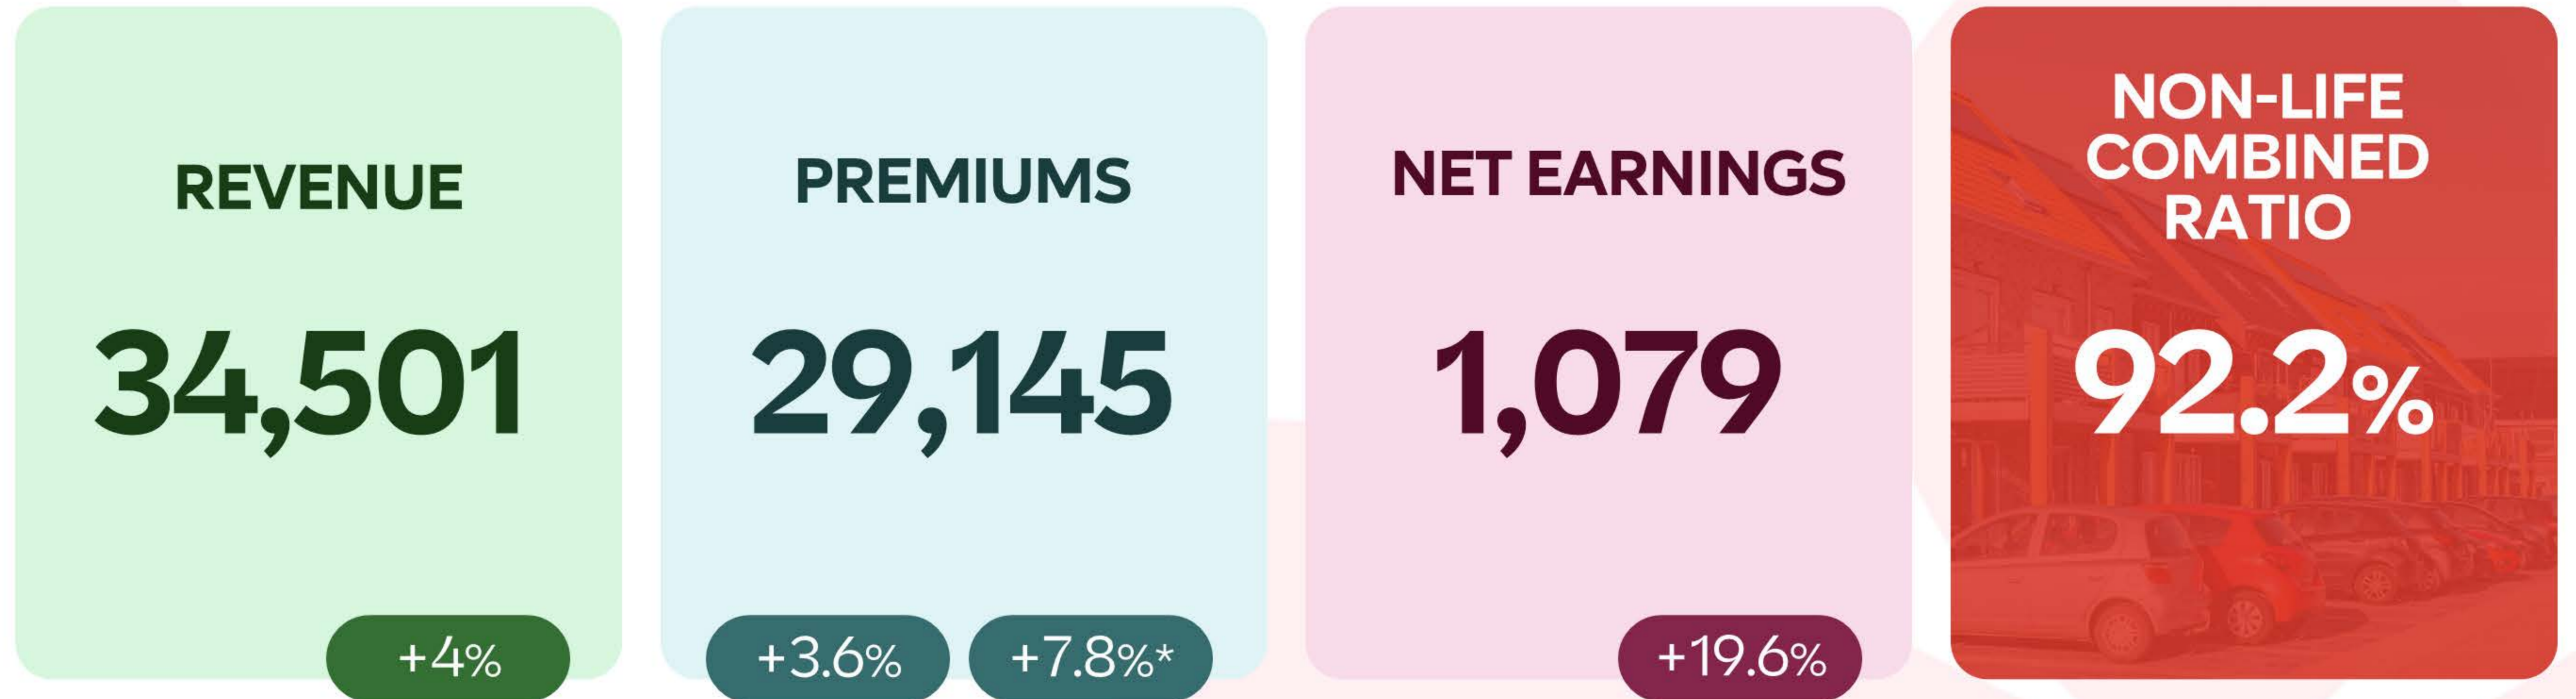 REVENUE
34,501
+4%
PREMIUMS
29,145
+3.6%
+7.8%*
NET EARNINGS
1,079
+19.6%
NON-LIFE
COMBINED
RATIO
92.2%